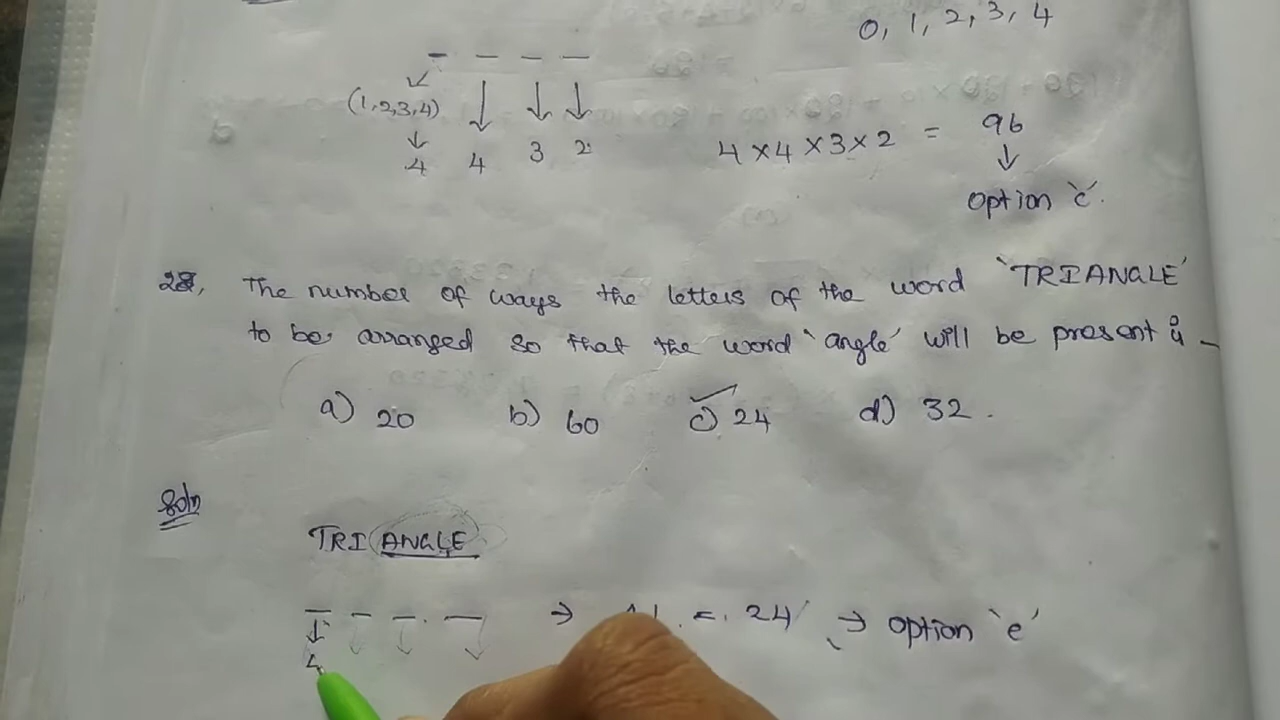 0, 1, 2, 3, 4
(1,2,3,4)
4 4 3 2
4 x 4 x 3 x 2 = 96
option 'c'.
28, The number of ways the letters of the word 'TRIANGLE'
to be arranged so that the word 'angle' will be present is -
a) 20 b) 60 c) 24 d) 32.
Soln
TRI ANGLE
→ = 24 → option 'c'
4